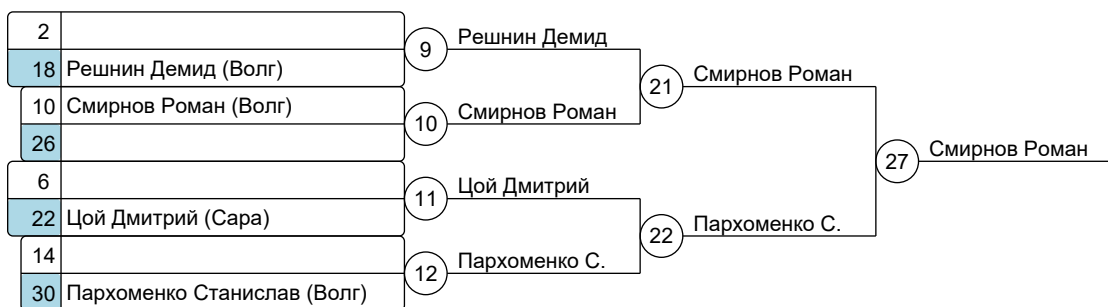 2
9
Решнин Демид
18 Решнин Демид (Волг)
21
Смирнов Роман
10 Смирнов Роман (Волг)
10
Смирнов Роман
26
27
Смирнов Роман
6
11
Цой Дмитрий
22 Цой Дмитрий (Сара)
22
Пархоменко С.
14
12
Пархоменко С.
30 Пархоменко Станислав (Волг)